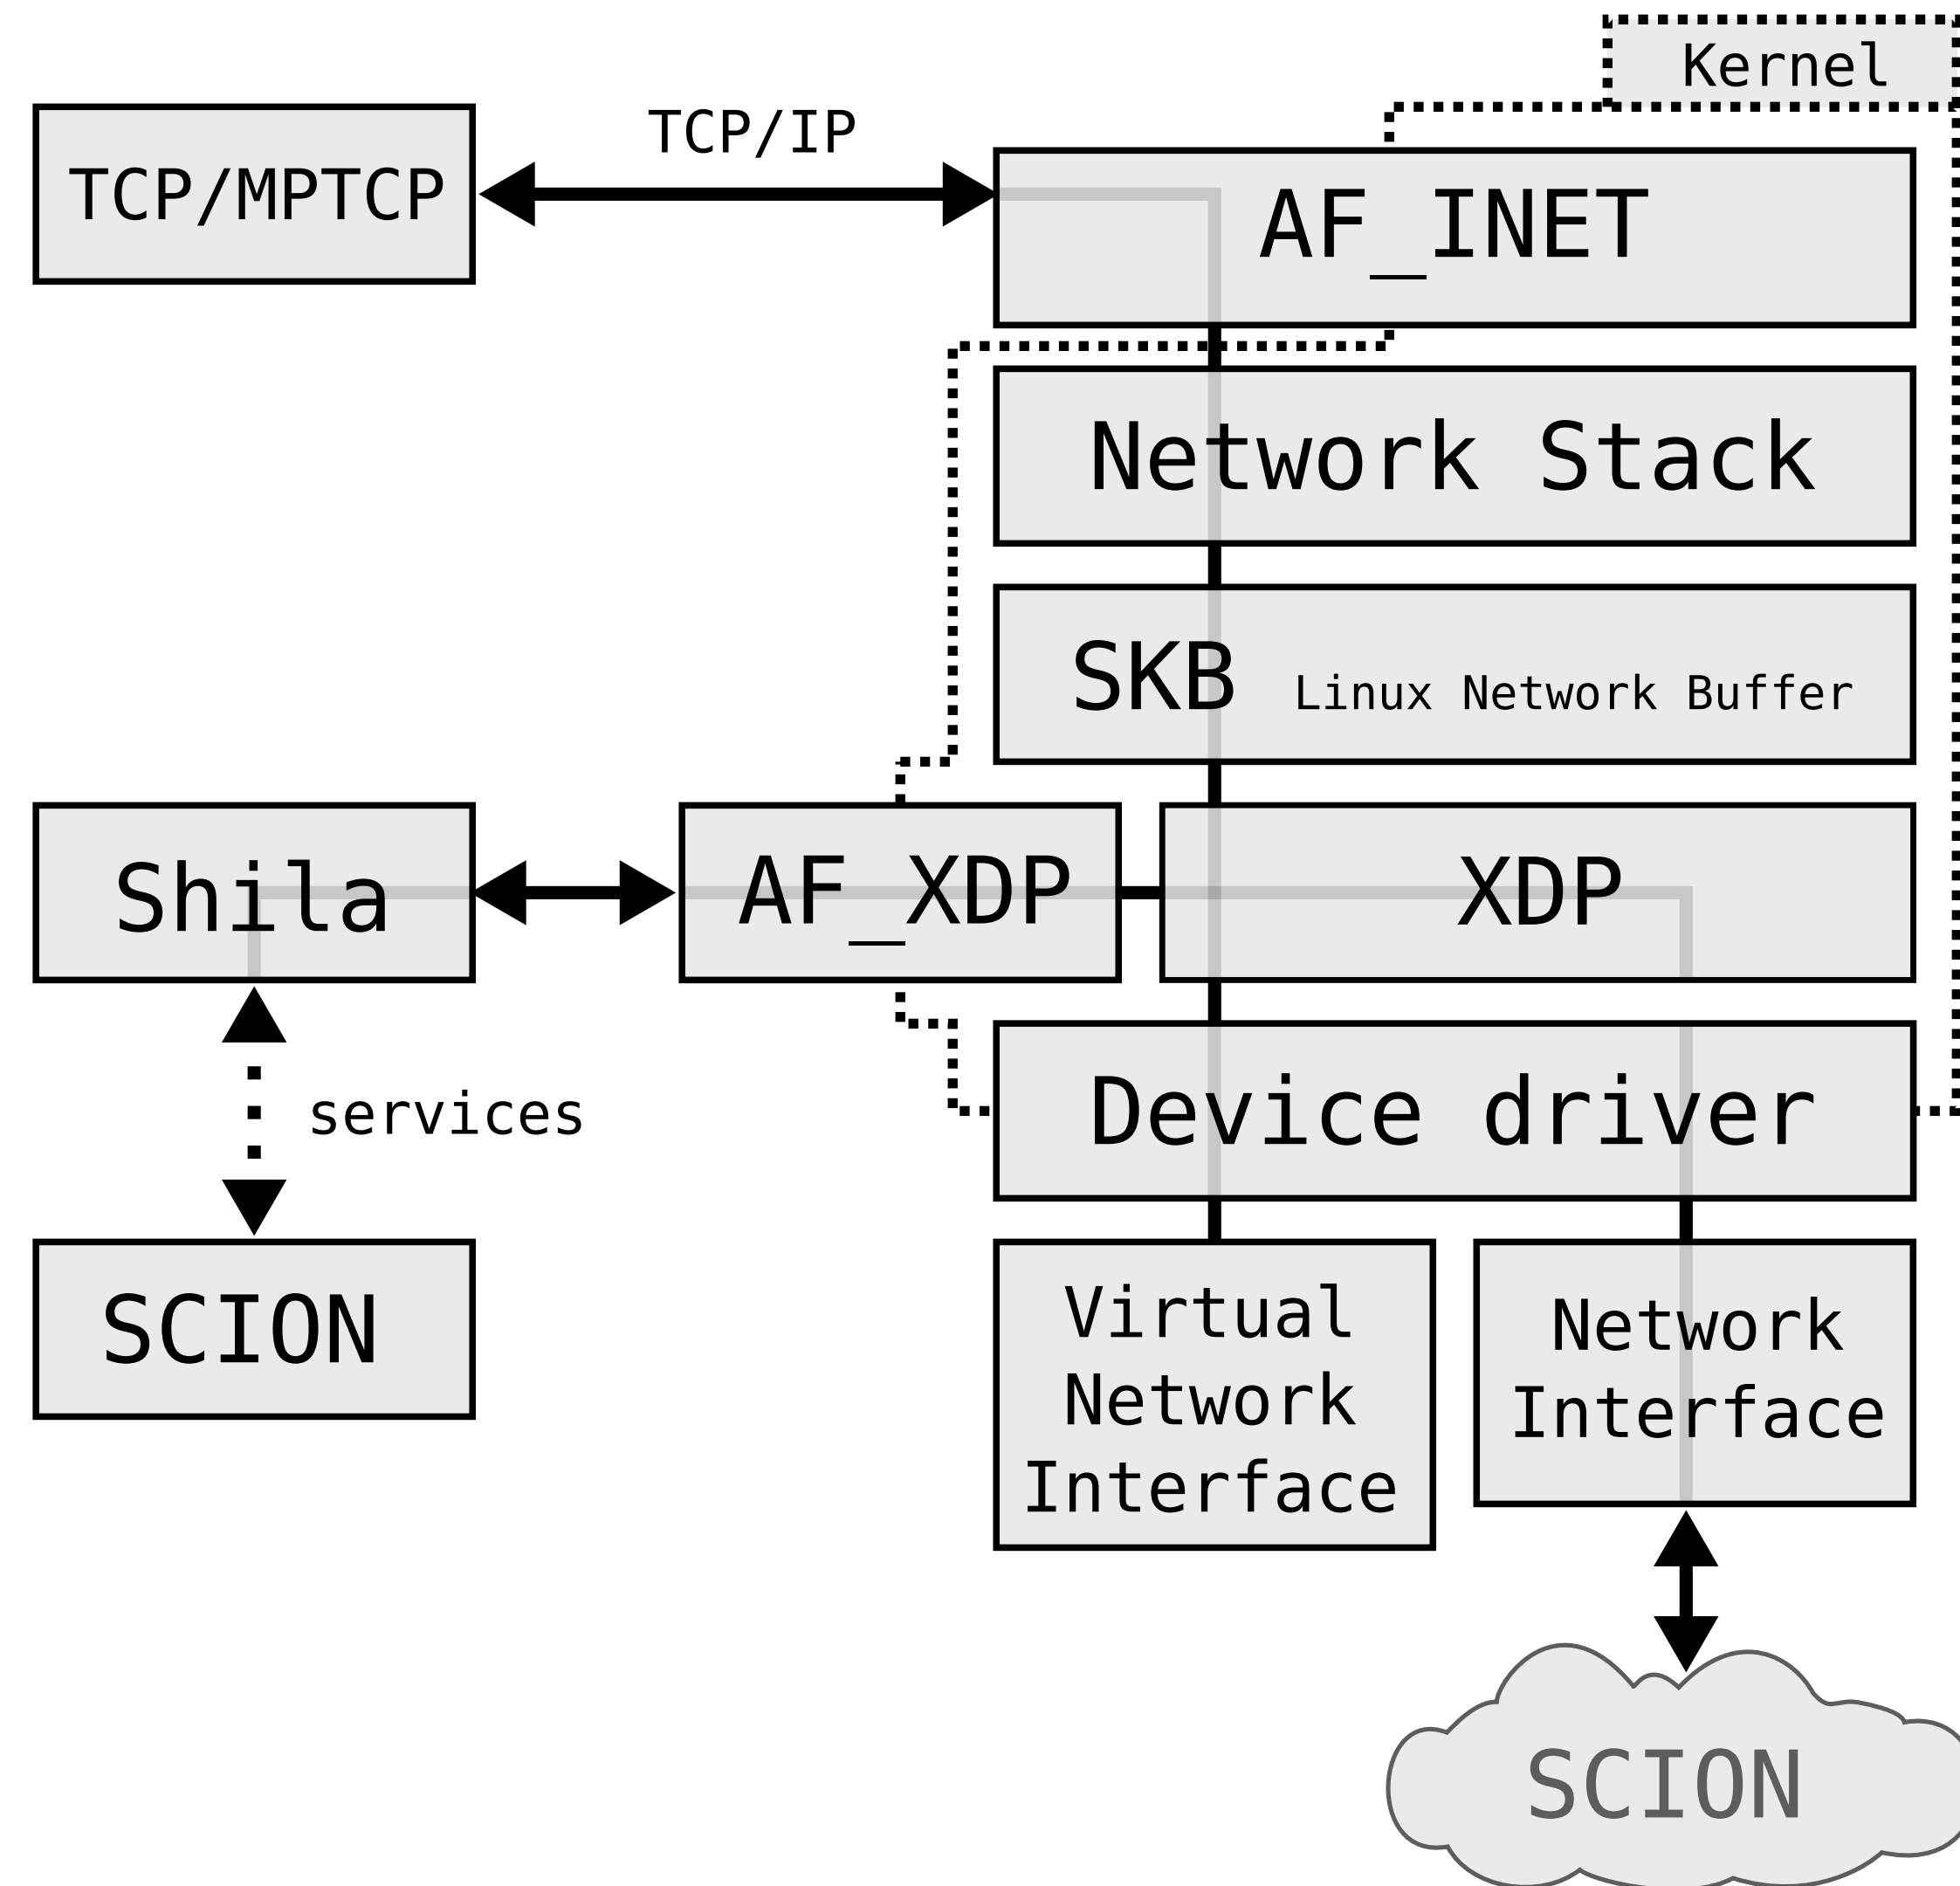 Kernel
TCP/IP
TCP/MPTCP
AF_INET
Network Stack
SKB Linux Network Buffer
Shila
AF_XDP
XDP
Device driver
services
SCION
Virtual
Network
Interface
Network
Interface
SCION